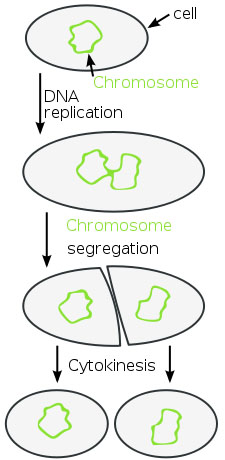 cell
Chromosome
DNA
replication
Chromosome
segregation
Cytokinesis